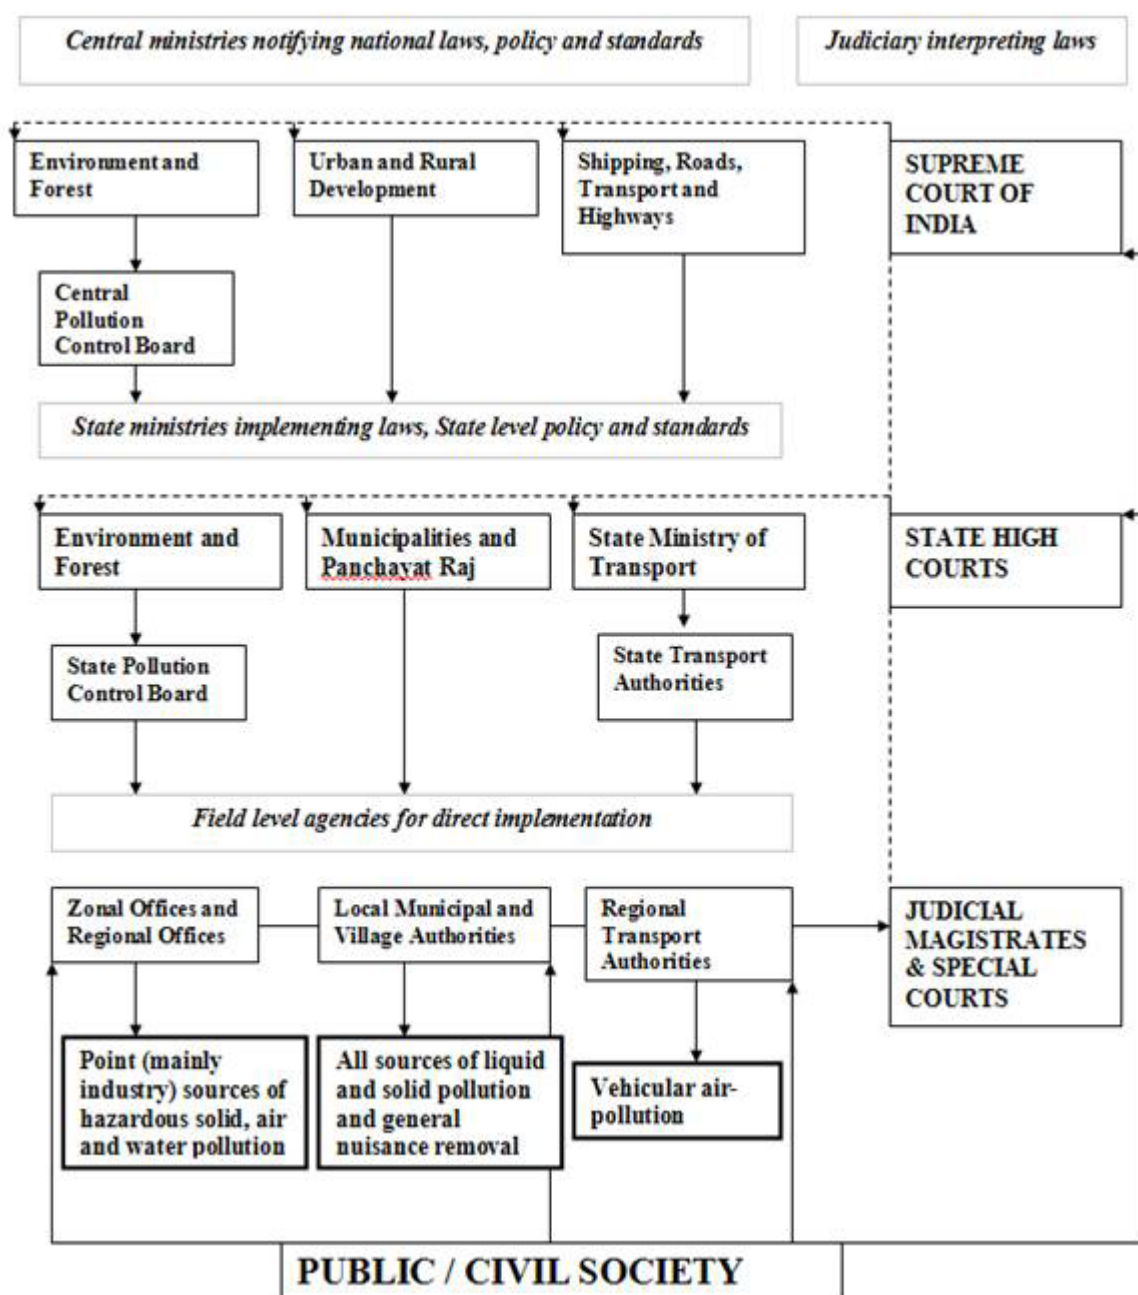 Central ministries notifying national laws, policy and standards
Judiciary interpreting laws
Environment and
Forest
Urban and Rural
Development
Shipping, Roads,
Transport and
Highways
SUPREME
COURT OF
INDIA
Central
Pollution
Control Board
State ministries implementing laws, State level policy and standards
Environment and
Forest
Municipalities and
Panchayat Raj
State Ministry of
Transport
STATE HIGH
COURTS
State Pollution
Control Board
State Transport
Authorities
Field level agencies for direct implementation
Zonal Offices and
Regional Offices
Local Municipal and
Village Authorities
Regional
Transport
Authorities
JUDICIAL
MAGISTRATES
& SPECIAL
COURTS
Point (mainly
industry) sources of
hazardous solid, air
and water pollution
All sources of liquid
and solid pollution
and general
nuisance removal
Vehicular air-
pollution
PUBLIC / CIVIL SOCIETY